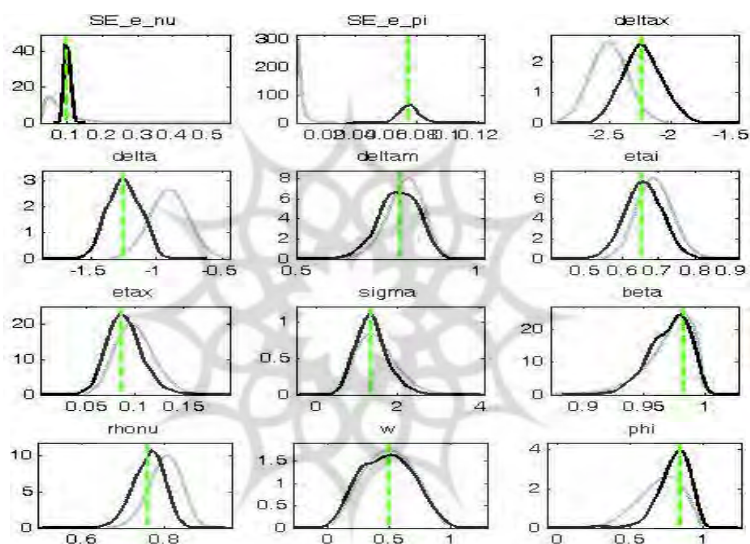 SE_e_nu SE_e_pi deltax
40 20 0
300 200 100 0
2 0
0.1 0.2 0.3 0.4 0.5
0.02 0.04 0.06 0.08 0.1 0.12
-2.5 -2 -1.5
delta deltam etai
3 2 1 0
8 6 4 2 0
8 6 4 2 0
-1.5 -1 -0.5
0.5 1
0.5 0.6 0.7 0.8 0.9
etax sigma beta
20 10 0
1 0.5 0
20 10 0
0.05 0.1 0.15
0 2 4
0.9 0.95 1
rhonu w phi
10 5 0
1.5 1 0.5 0
4 2 0
0.6 0.8
0 0.5 1
0 0.5 1